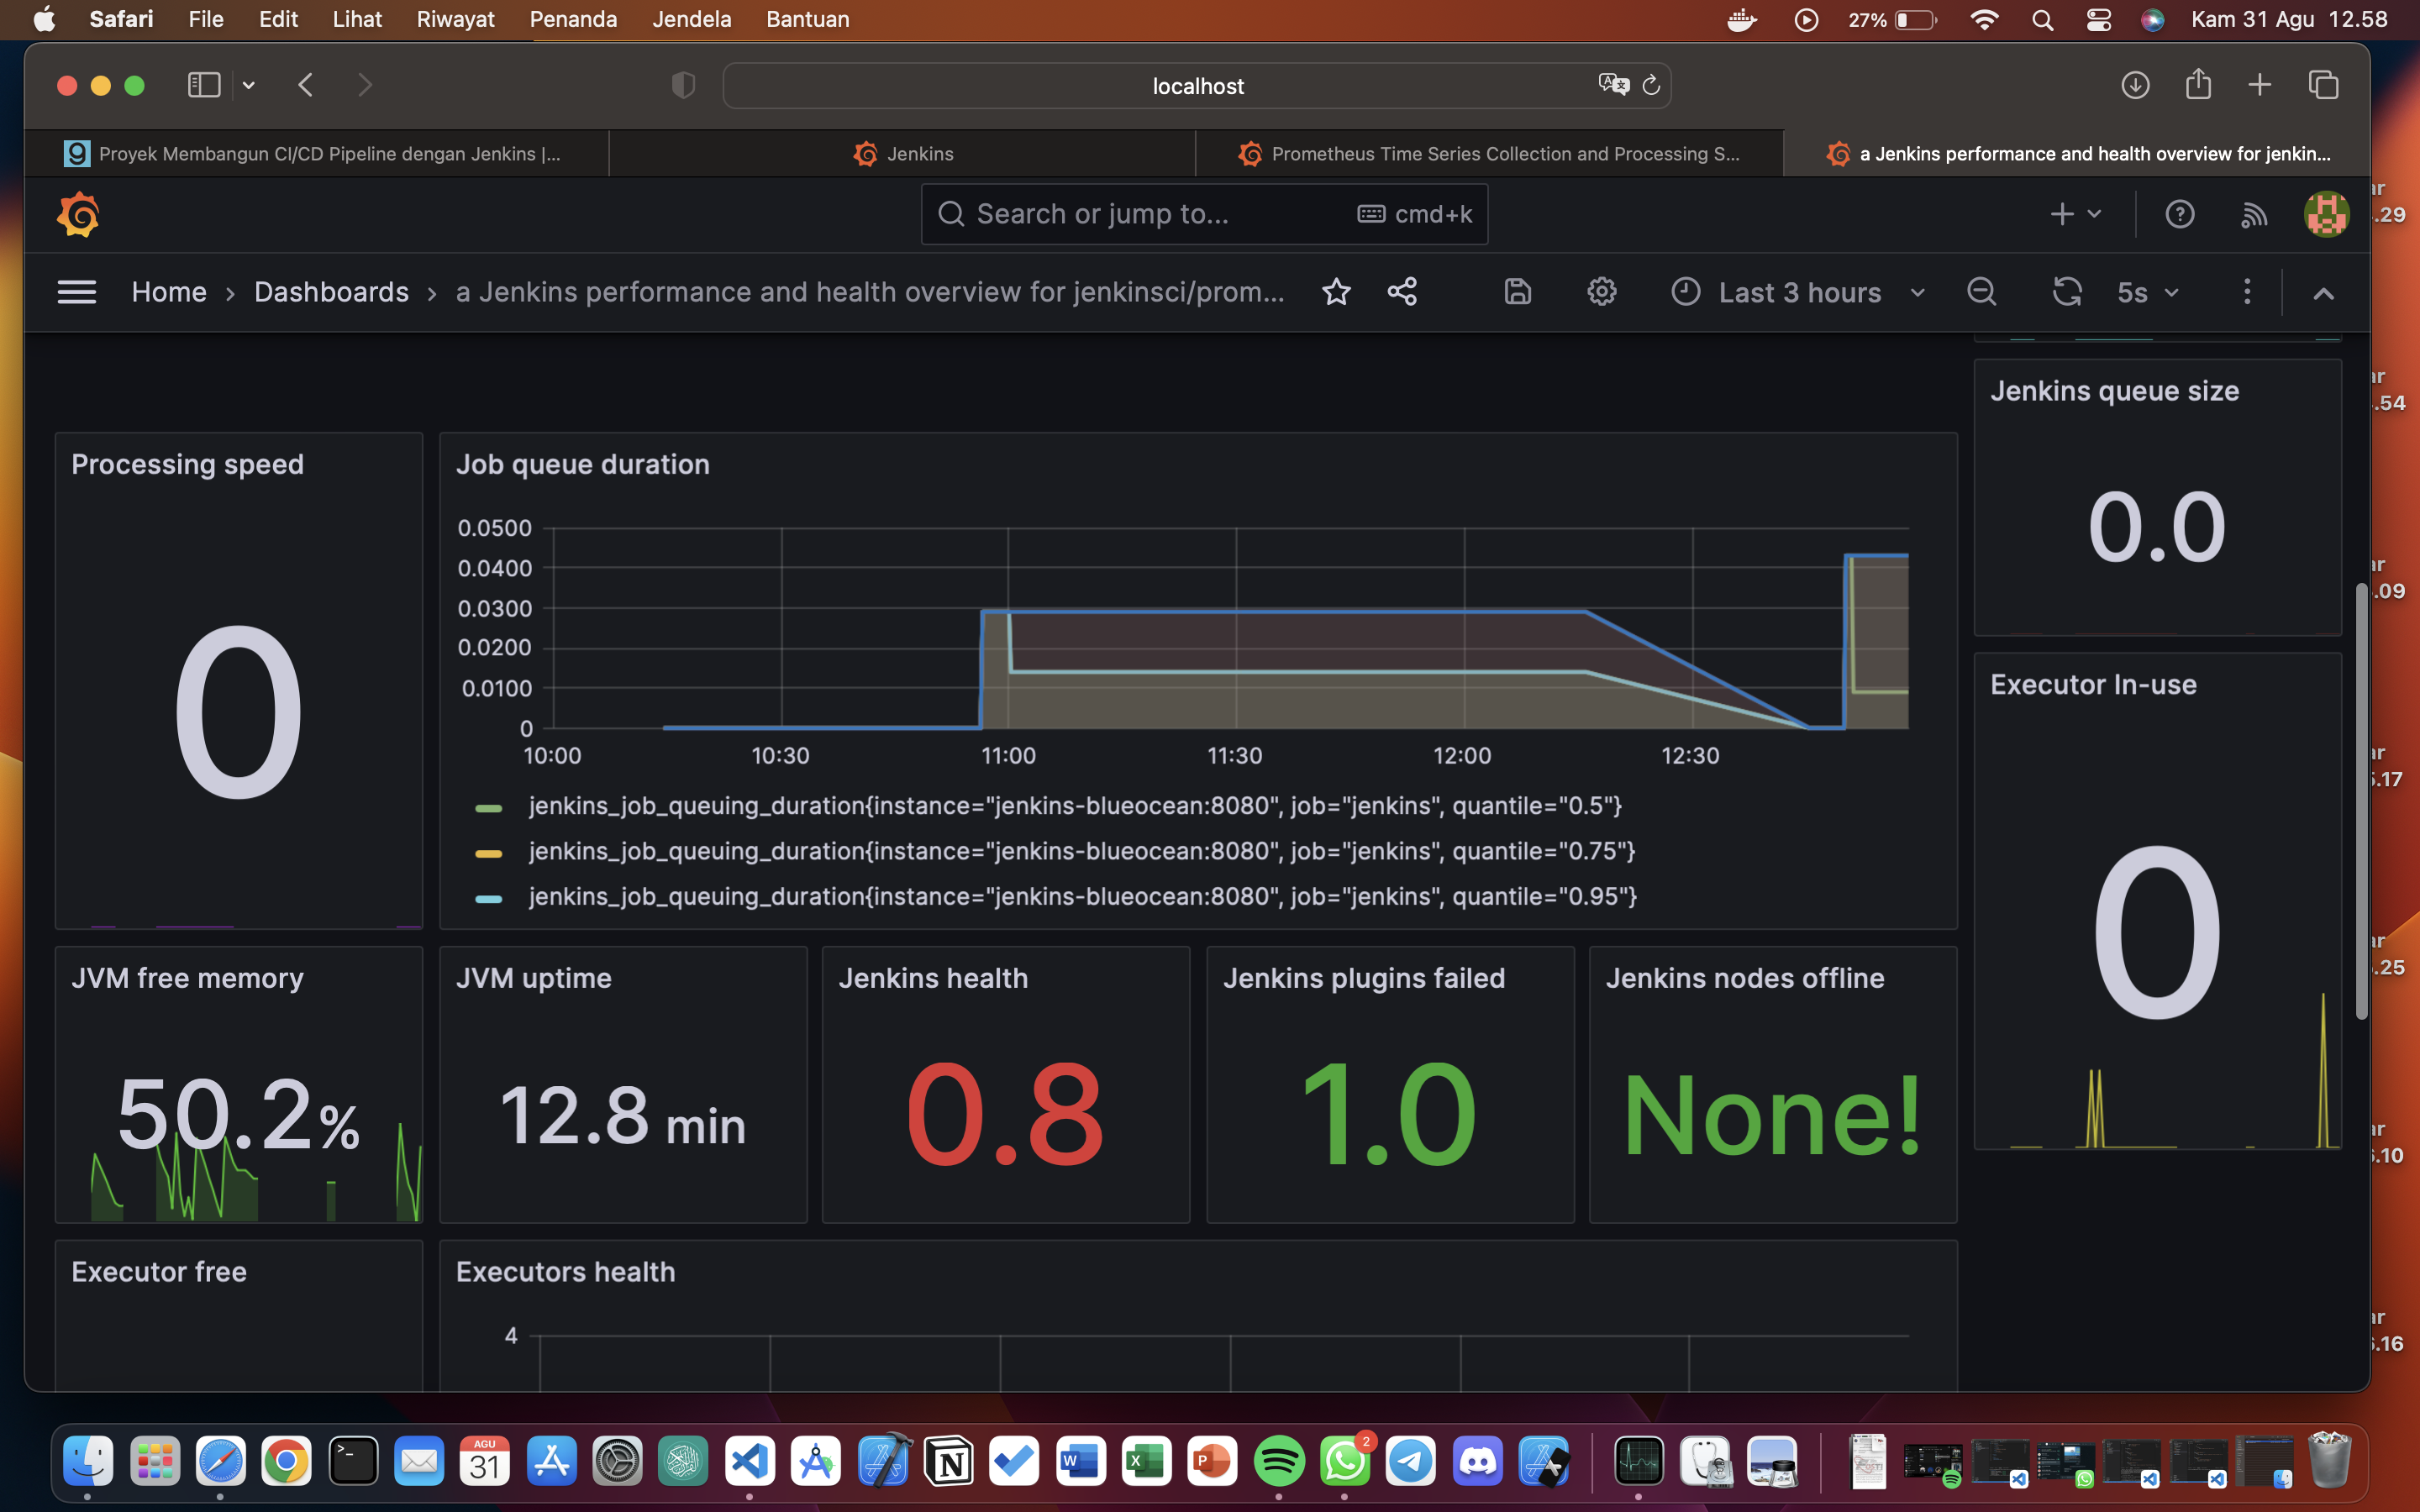 Safari File Edit Lihat Riwayat Penanda Jendela Bantuan 27% Kam 31 Agu 12.58
localhost
Proyek Membangun CI/CD Pipeline dengan Jenkins |...
Jenkins
Prometheus Time Series Collection and Processing S...
a Jenkins performance and health overview for jenkin...
Search or jump to... cmd+k
Home › Dashboards › a Jenkins performance and health overview for jenkinsci/prom... Last 3 hours 5s
Processing speed
0
Job queue duration
0.0500
0.0400
0.0300
0.0200
0.0100
0
10:00 10:30 11:00 11:30 12:00 12:30
jenkins_job_queuing_duration{instance="jenkins-blueocean:8080", job="jenkins", quantile="0.5"}
jenkins_job_queuing_duration{instance="jenkins-blueocean:8080", job="jenkins", quantile="0.75"}
jenkins_job_queuing_duration{instance="jenkins-blueocean:8080", job="jenkins", quantile="0.95"}
Jenkins queue size
0.0
Executor In-use
0
JVM free memory
50.2%
JVM uptime
12.8 min
Jenkins health
0.8
Jenkins plugins failed
1.0
Jenkins nodes offline
None!
Executor free
Executors health
4
AGU
31
2